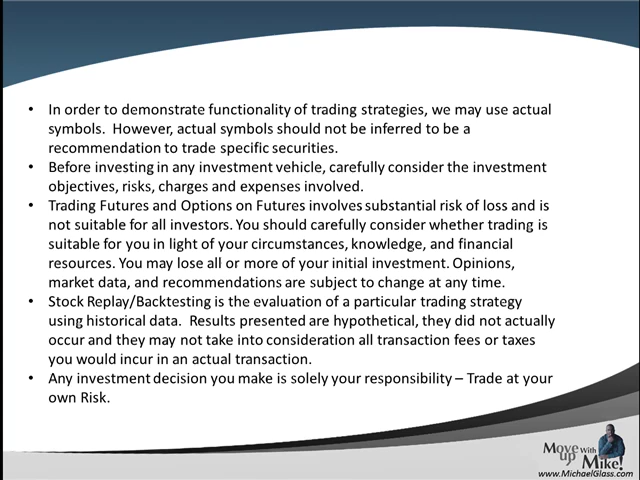 • In order to demonstrate functionality of trading strategies, we may use actual
symbols.  However, actual symbols should not be inferred to be a
recommendation to trade specific securities.
• Before investing in any investment vehicle, carefully consider the investment
objectives, risks, charges and expenses involved.
• Trading Futures and Options on Futures involves substantial risk of loss and is
not suitable for all investors. You should carefully consider whether trading is
suitable for you in light of your circumstances, knowledge, and financial
resources. You may lose all or more of your initial investment. Opinions,
market data, and recommendations are subject to change at any time.
• Stock Replay/Backtesting is the evaluation of a particular trading strategy
using historical data.  Results presented are hypothetical, they did not actually
occur and they may not take into consideration all transaction fees or taxes
you would incur in an actual transaction.
• Any investment decision you make is solely your responsibility – Trade at your
own Risk.
Move up With Mike!
www.MichaelGlass.com